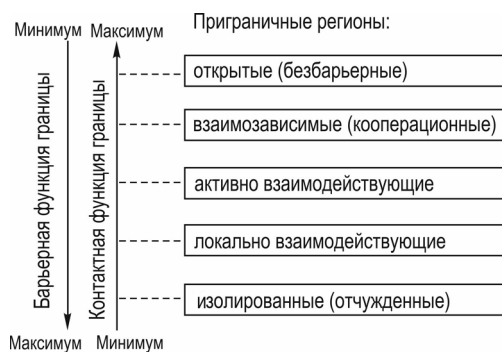 Приграничные регионы:
Минимум Максимум
открытые (безбарьерные)
взаимозависимые (кооперационные)
активно взаимодействующие
локально взаимодействующие
изолированные (отчужденные)
Барьерная функция границы
Контактная функция границы
Максимум Минимум